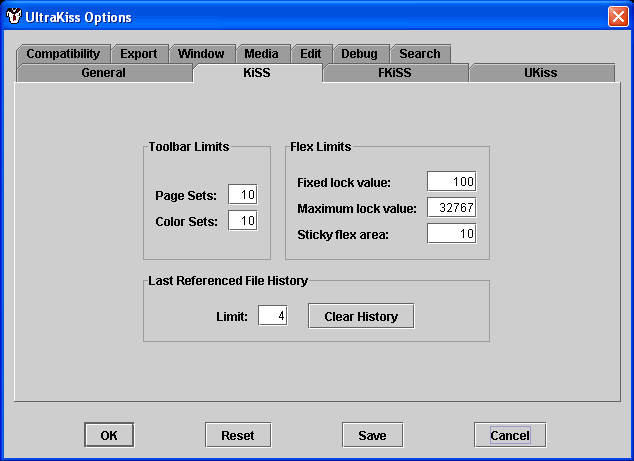 UltraKiss Options
Compatibility Export Window Media Edit Debug Search
General KiSS FKiSS UKiss
Toolbar Limits Flex Limits
Page Sets: 10 Fixed lock value: 100
Color Sets: 10 Maximum lock value: 32767
Sticky flex area: 10
Last Referenced File History
Limit: 4 Clear History
OK Reset Save Cancel